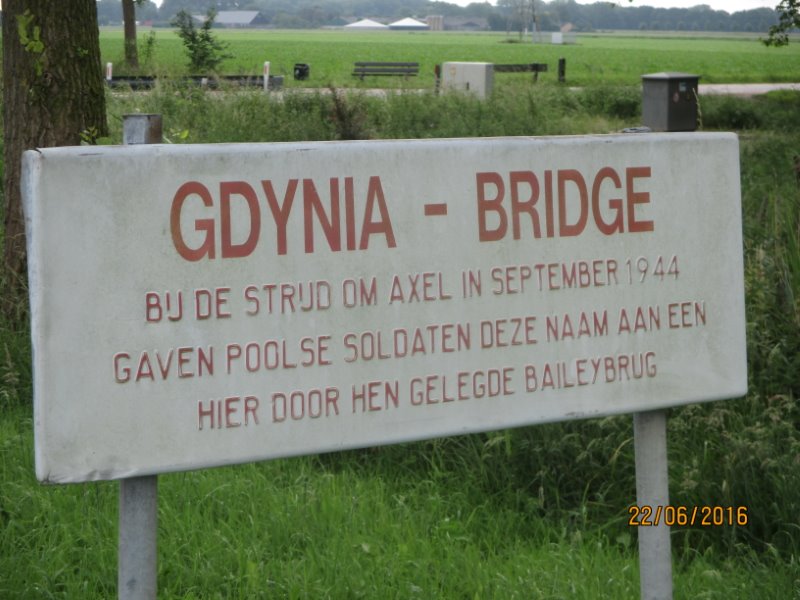 GDYNIA - BRIDGE
BIJ DE STRIJD OM AXEL IN SEPTEMBER 1944
GAVEN POOLSE SOLDATEN DEZE NAAM AAN EEN
HIER DOOR HEN GELEGDE BAILEYBRUG
22/06/2016